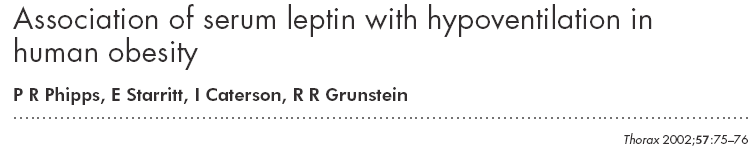 Association of serum leptin with hypoventilation in
human obesity
P R Phipps, E Starritt, I Caterson, R R Grunstein
Thorax 2002;57:75–76